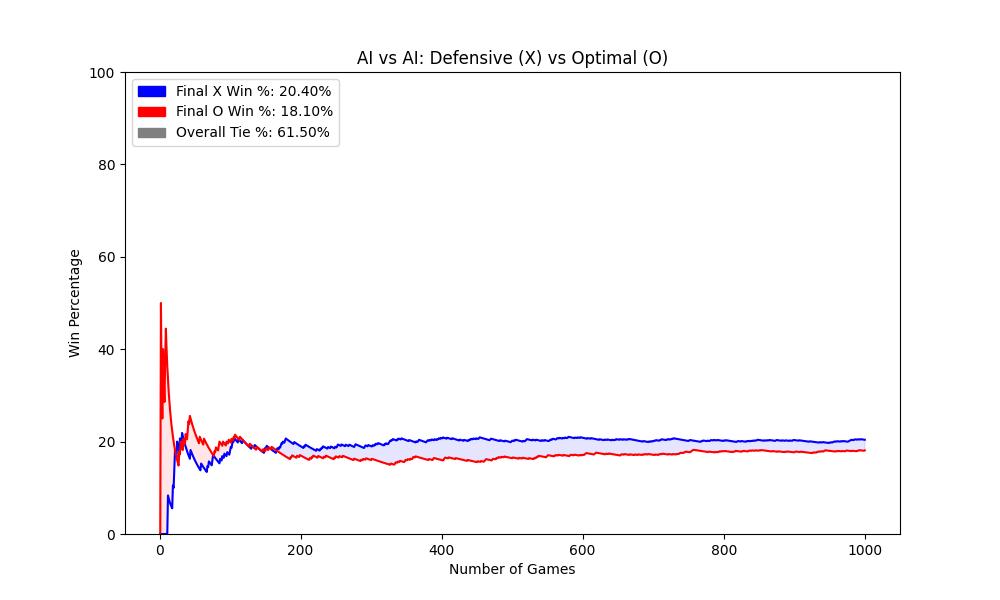 AI vs AI: Defensive (X) vs Optimal (O)
100
80
60
40
20
0
Win Percentage
Final X Win %: 20.40%
Final O Win %: 18.10%
Overall Tie %: 61.50%
0 200 400 600 800 1000
Number of Games